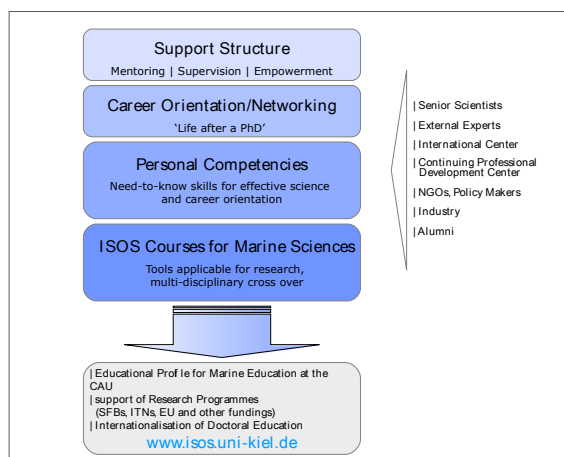 Support Structure
Mentoring | Supervision | Empowerment
Career Orientation/Networking
'Life after a PhD'
Personal Competencies
Need-to-know skills for effective science
and career orientation
ISOS Courses for Marine Sciences
Tools applicable for research,
multi-disciplinary cross over
| Senior Scientists
| External Experts
| International Center
| Continuing Professional
Development Center
| NGOs, Policy Makers
| Industry
| Alumni
| Educational Profile for Marine Education at the
CAU
| support of Research Programmes
(SFBs, ITNs, EU and other fundings)
| Internationalisation of Doctoral Education
www.isos.uni-kiel.de